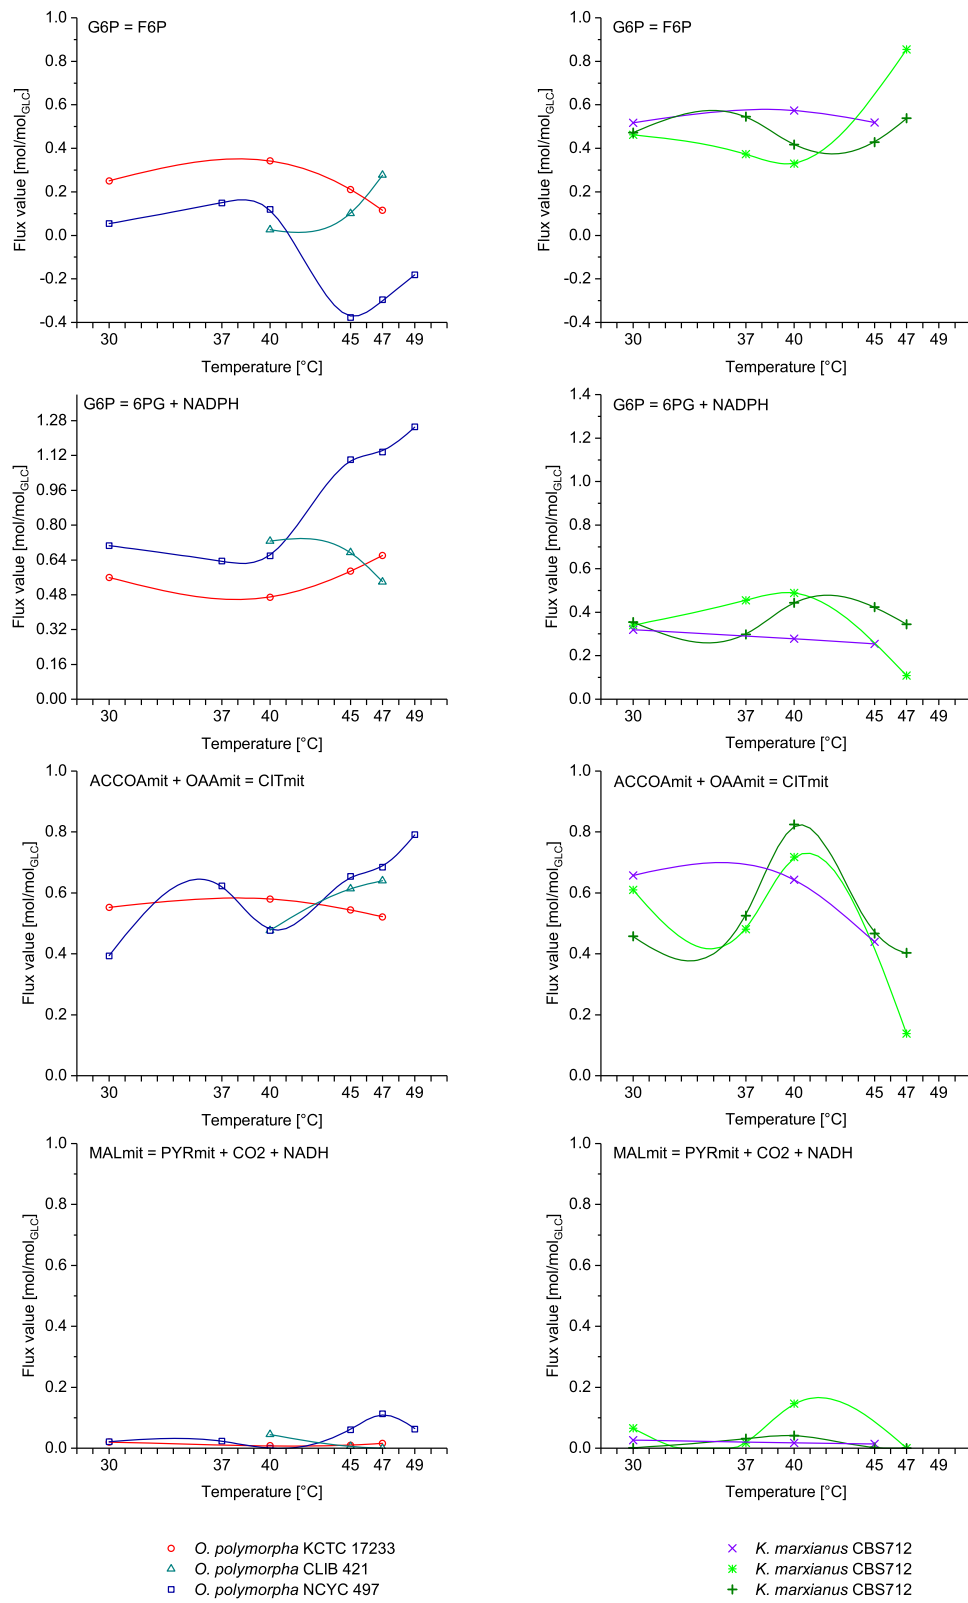 G6P = F6P
1.0
0.8
0.6
0.4
0.2
0.0
-0.2
-0.4
Flux value [mol/mol_GLC]
30 37 40 45 47 49
Temperature [°C]
G6P = F6P
1.0
0.8
0.6
0.4
0.2
0.0
-0.2
-0.4
Flux value [mol/mol_GLC]
30 37 40 45 47 49
Temperature [°C]
G6P = 6PG + NADPH
1.28
1.12
0.96
0.80
0.64
0.48
0.32
0.16
0.00
Flux value [mol/mol_GLC]
30 37 40 45 47 49
Temperature [°C]
G6P = 6PG + NADPH
1.4
1.2
1.0
0.8
0.6
0.4
0.2
0.0
Flux value [mol/mol_GLC]
30 37 40 45 47 49
Temperature [°C]
ACCOAmit + OAAmit = CITmit
1.0
0.8
0.6
0.4
0.2
0.0
Flux value [mol/mol_GLC]
30 37 40 45 47 49
Temperature [°C]
ACCOAmit + OAAmit = CITmit
1.0
0.8
0.6
0.4
0.2
0.0
Flux value [mol/mol_GLC]
30 37 40 45 47 49
Temperature [°C]
MALmit = PYRmit + CO2 + NADH
1.0
0.8
0.6
0.4
0.2
0.0
Flux value [mol/mol_GLC]
30 37 40 45 47 49
Temperature [°C]
MALmit = PYRmit + CO2 + NADH
1.0
0.8
0.6
0.4
0.2
0.0
Flux value [mol/mol_GLC]
30 37 40 45 47 49
Temperature [°C]
O. polymorpha KCTC 17233
O. polymorpha CLIB 421
O. polymorpha NCYC 497
K. marxianus CBS712
K. marxianus CBS712
K. marxianus CBS712